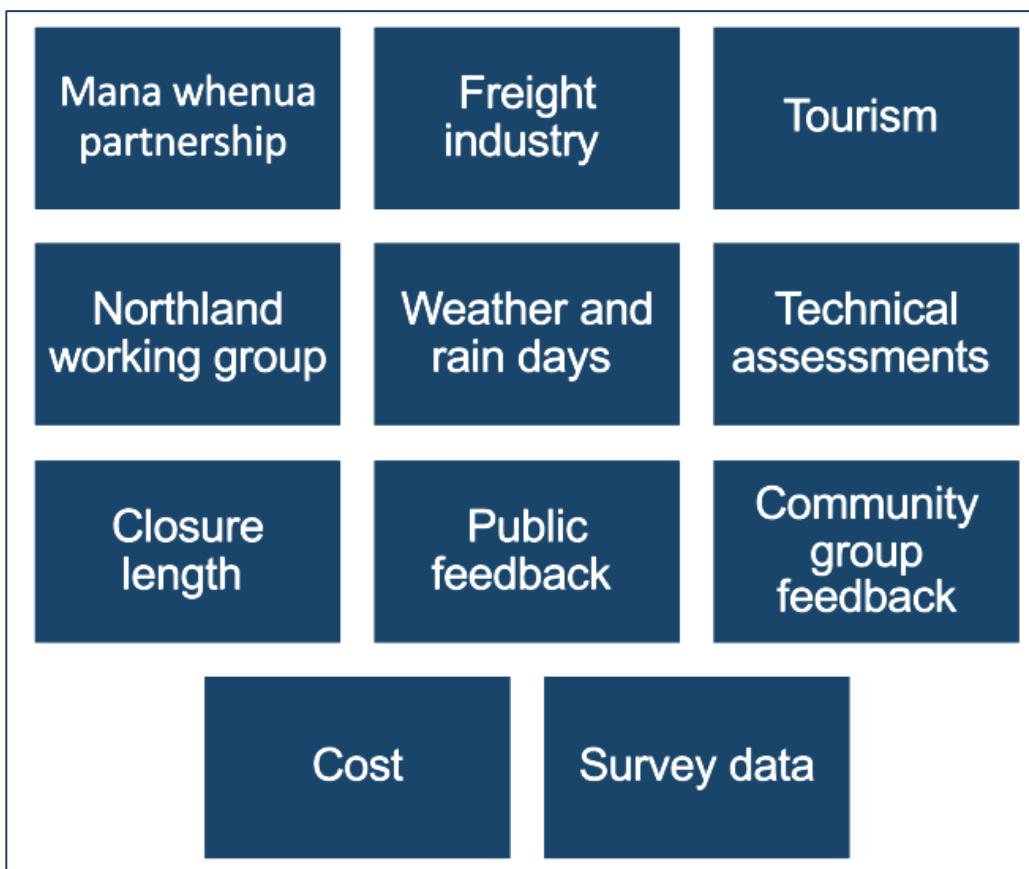 Mana whenua
partnership
Freight
industry
Tourism
Northland
working group
Weather and
rain days
Technical
assessments
Closure
length
Public
feedback
Community
group
feedback
Cost
Survey data